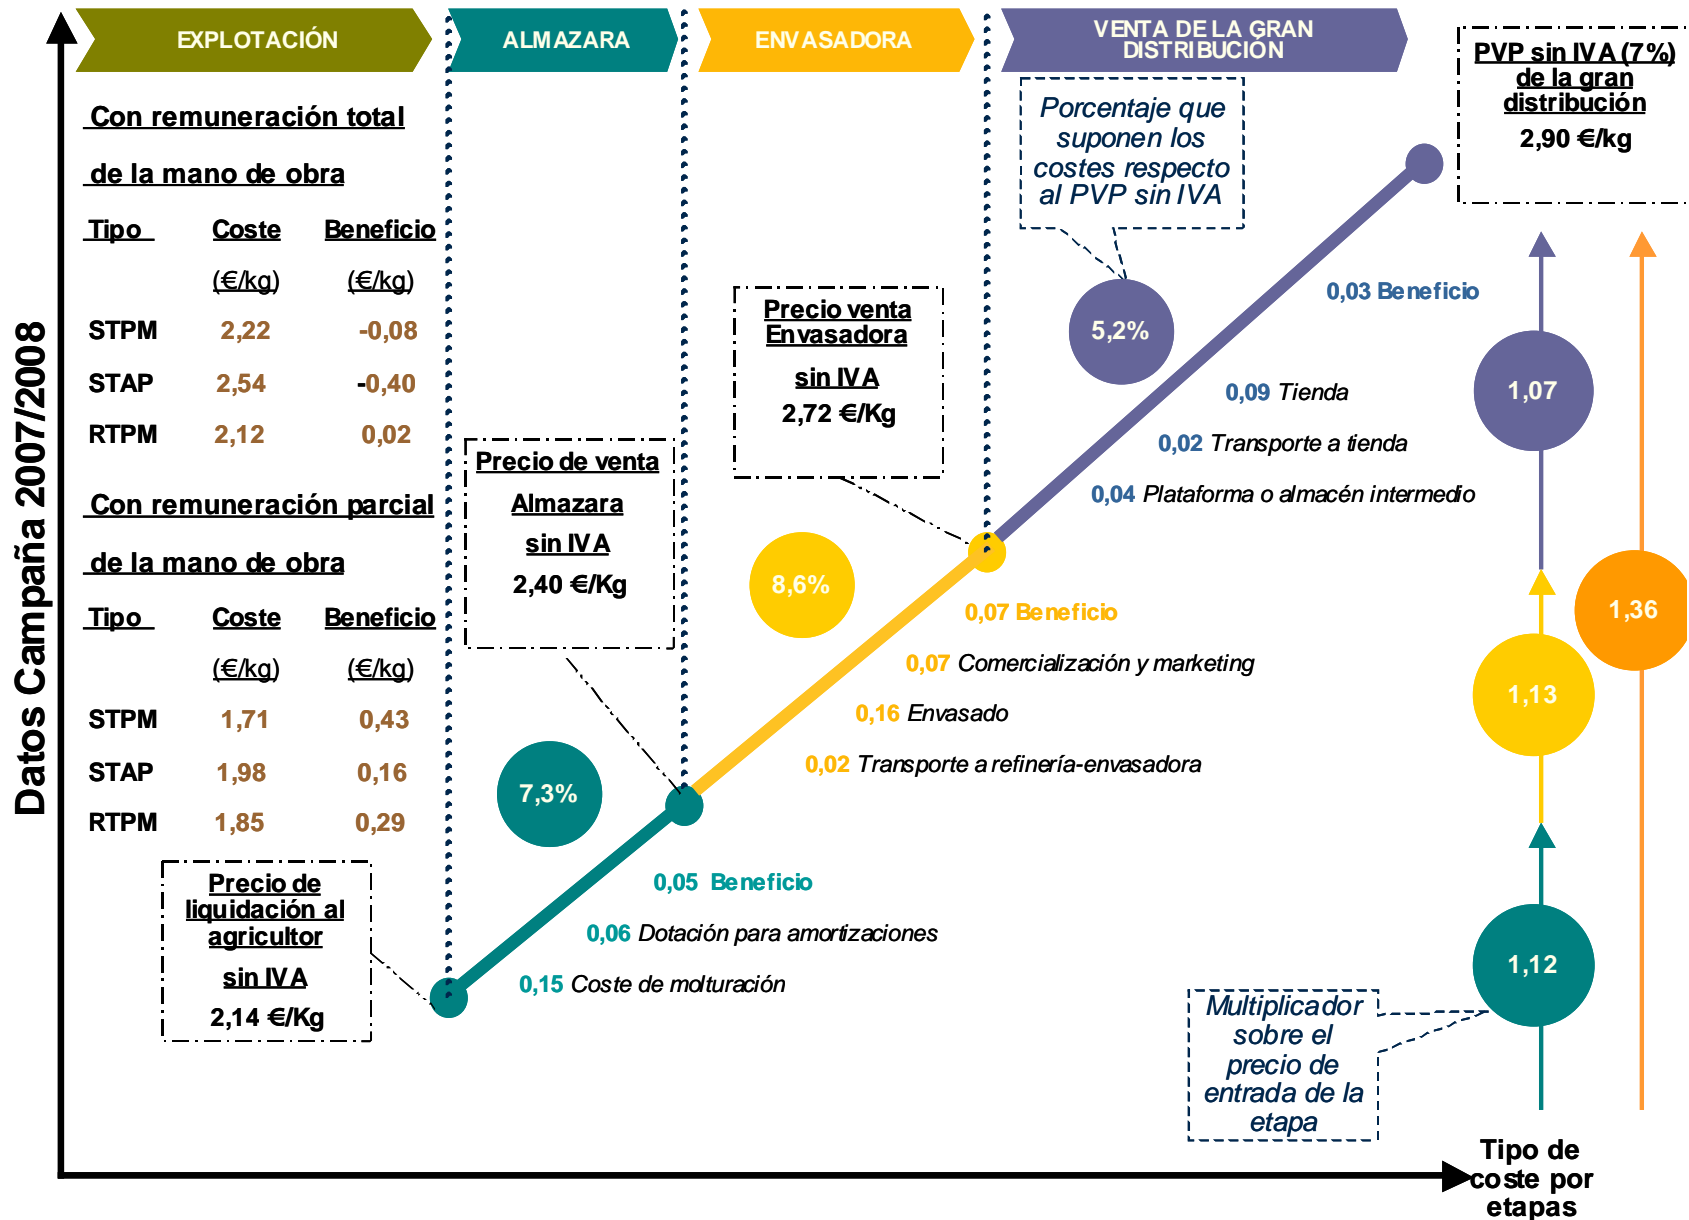 EXPLOTACIÓN
ALMAZARA
ENVASADORA
VENTA DE LA GRAN
DISTRIBUCIÓN
PVP sin IVA (7%)
de la gran
distribución
2,90 €/kg
Datos Campaña 2007/2008
Con remuneración total
de la mano de obra
Tipo Coste Beneficio
(€/kg) (€/kg)
STPM 2,22 -0,08
STAP 2,54 -0,40
RTPM 2,12 0,02
Con remuneración parcial
de la mano de obra
Tipo Coste Beneficio
(€/kg) (€/kg)
STPM 1,71 0,43
STAP 1,98 0,16
RTPM 1,85 0,29
Precio de
liquidación al
agricultor
sin IVA
2,14 €/Kg
Precio de venta
Almazara
sin IVA
2,40 €/Kg
7,3%
0,05 Beneficio
0,06 Dotación para amortizaciones
0,15 Coste de molturación
Precio venta
Envasadora
sin IVA
2,72 €/Kg
8,6%
0,07 Beneficio
0,07 Comercialización y marketing
0,16 Envasado
0,02 Transporte a refinería-envasadora
Porcentaje que
suponen los
costes respecto
al PVP sin IVA
5,2%
0,03 Beneficio
0,09 Tienda
0,02 Transporte a tienda
0,04 Plataforma o almacén intermedio
1,07
1,36
1,13
1,12
Multiplicador
sobre el
precio de
entrada de la
etapa
Tipo de
coste por
etapas